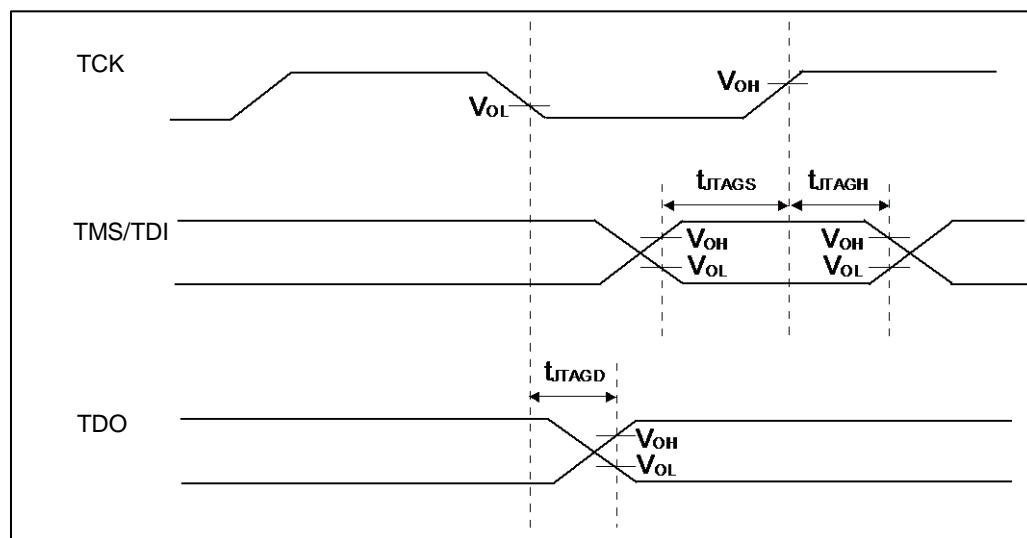 TCK
VOL
VOH
tJTAGS
tJTAGH
TMS/TDI
VOH
VOL
VOH
VOL
tJTAGD
TDO
VOH
VOL